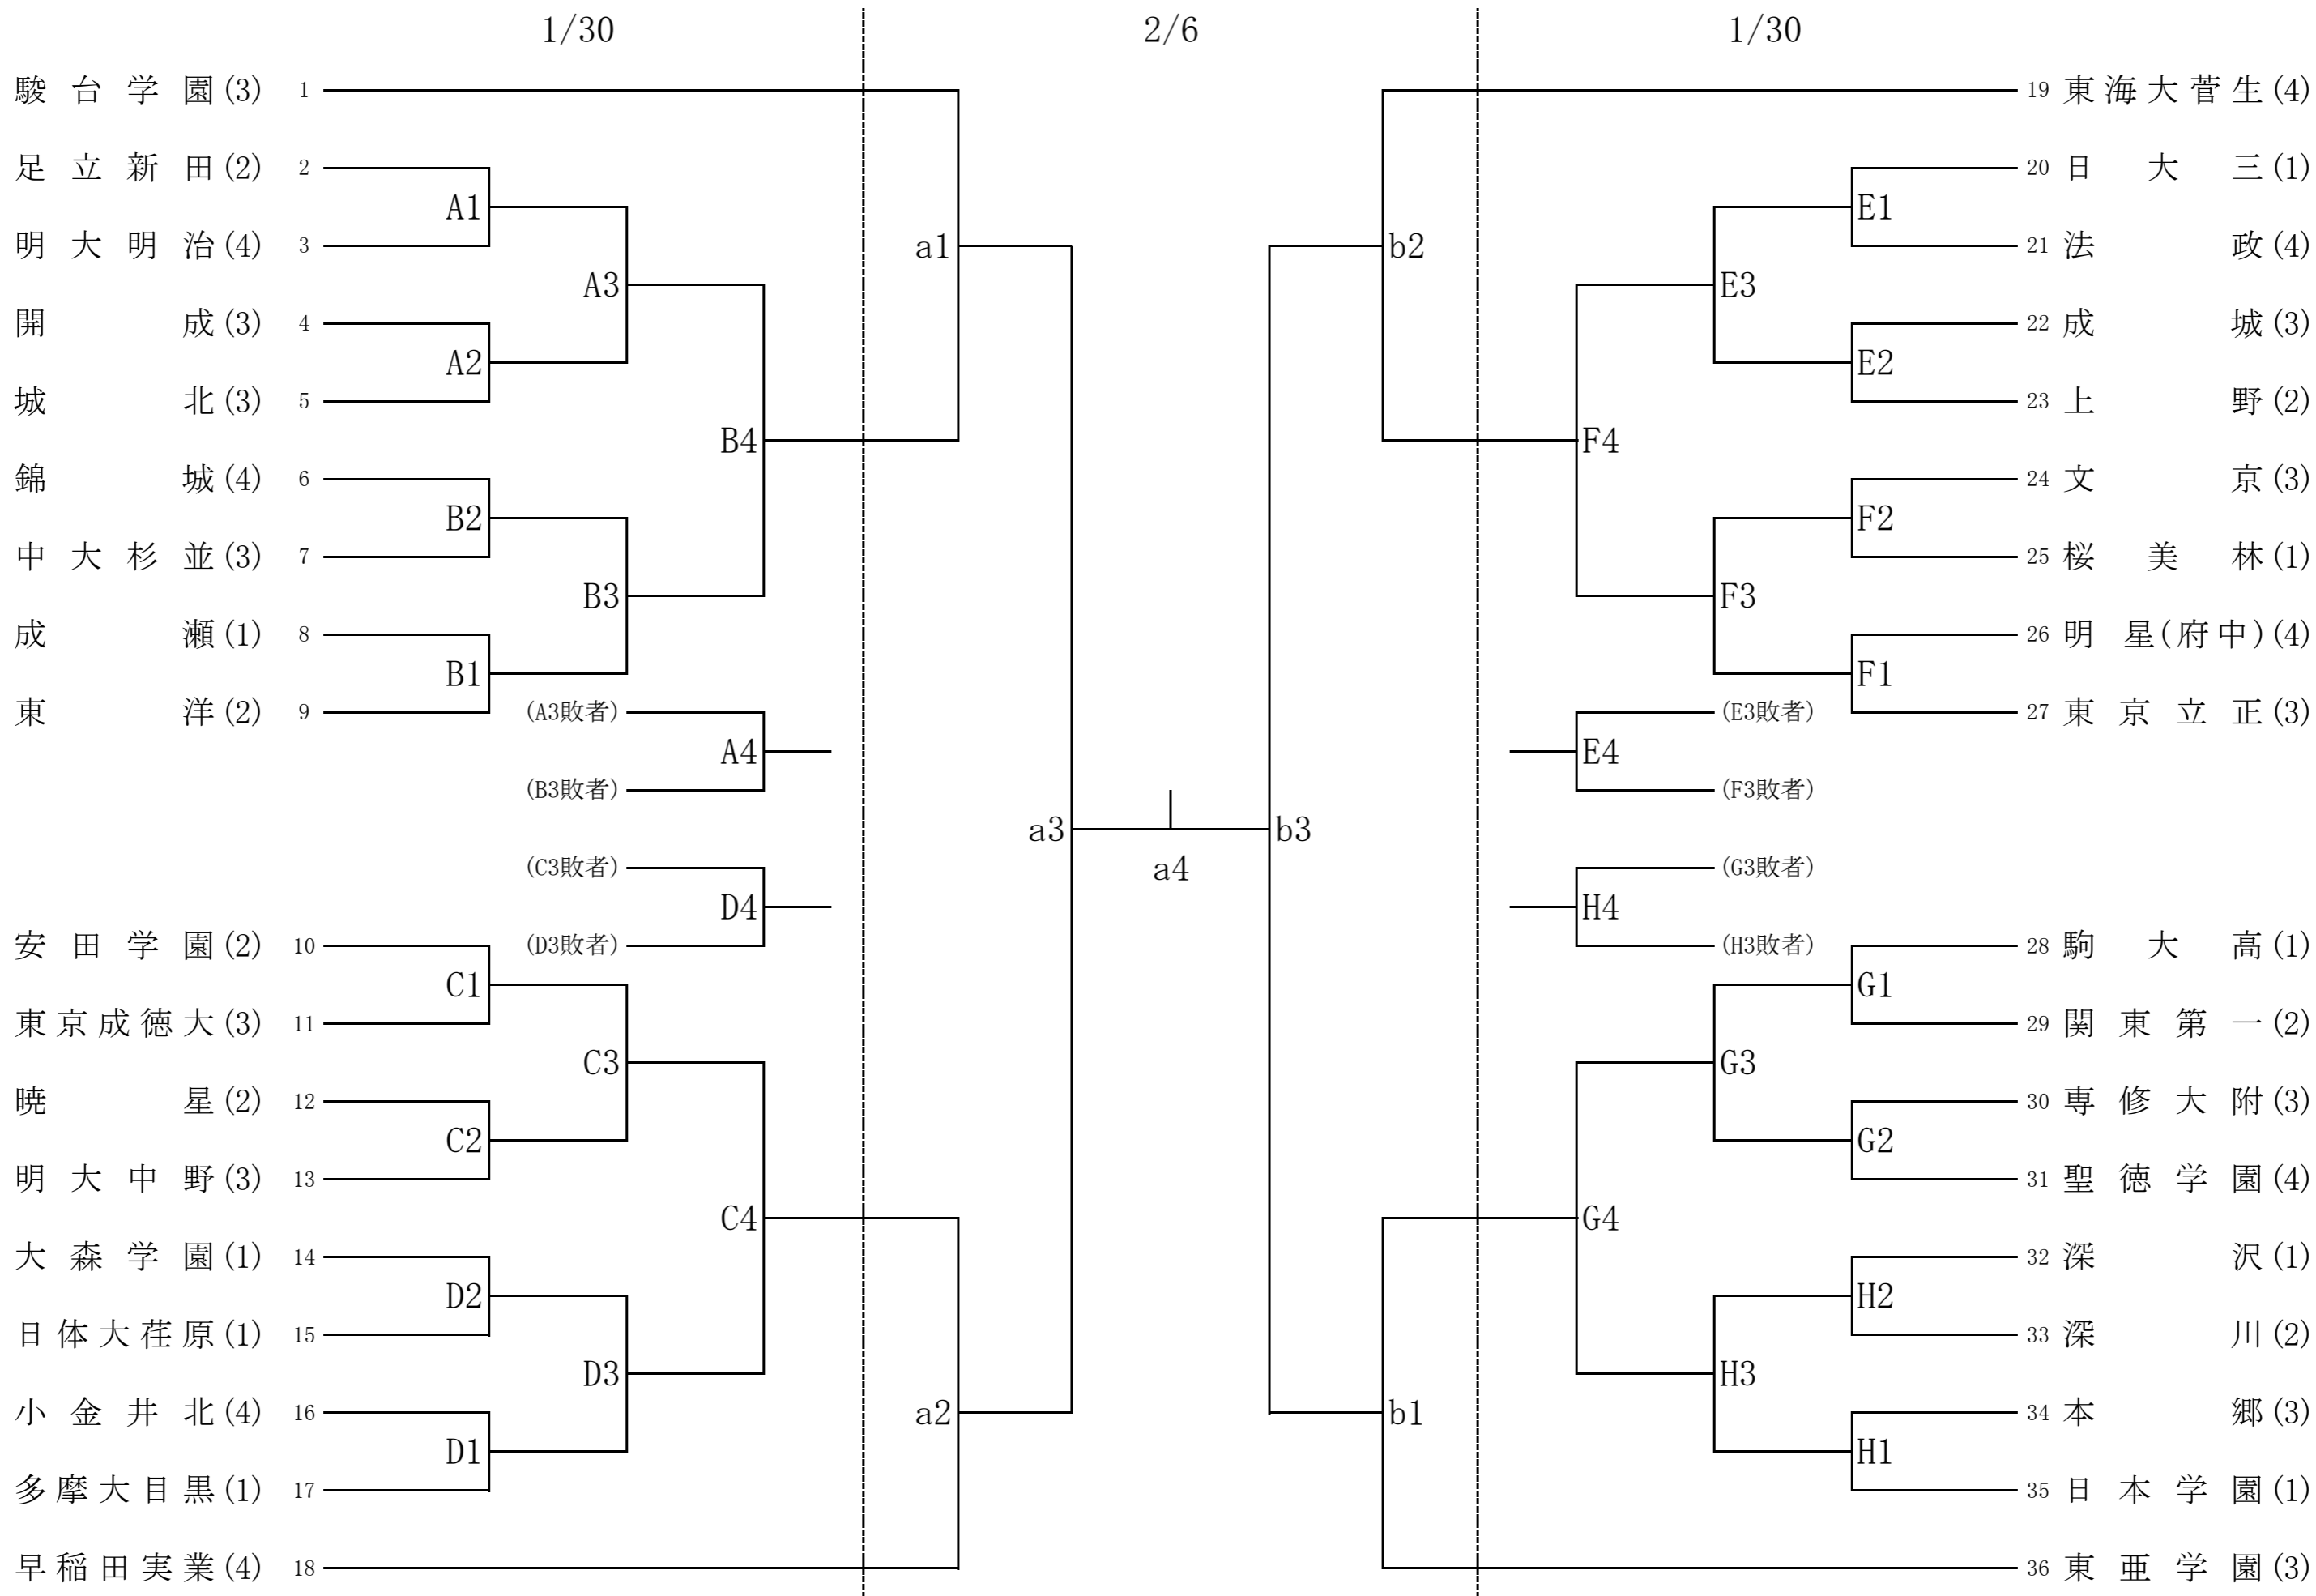 1/30 2/6 1/30
駿台学園(3) 1
足立新田(2) 2
A1
明大明治(4) 3
A3
開成(3) 4
A2
城北(3) 5
B4
錦城(4) 6
B2
中大杉並(3) 7
B3
成瀬(1) 8
B1
東洋(2) 9
(A3敗者)
A4
(B3敗者)
(C3敗者)
D4
(D3敗者)
安田学園(2) 10
C1
東京成徳大(3) 11
C3
暁星(2) 12
C2
明大中野(3) 13
C4
大森学園(1) 14
D2
日体大荏原(1) 15
D3
小金井北(4) 16
D1
多摩大目黒(1) 17
早稲田実業(4) 18
a1
a3
a2
a4
b2
b3
b1
19 東海大菅生(4)
20 日大三(1)
E1
21 法政(4)
E3
22 成城(3)
E2
23 上野(2)
F4
24 文京(3)
F2
25 桜美林(1)
F3
26 明星(府中)(4)
F1
27 東京立正(3)
(E3敗者)
E4
(F3敗者)
(G3敗者)
H4
(H3敗者)
28 駒大高(1)
G1
29 関東第一(2)
G3
30 専修大附(3)
G2
31 聖徳学園(4)
G4
32 深沢(1)
H2
33 深川(2)
H3
34 本郷(3)
H1
35 日本学園(1)
36 東亜学園(3)